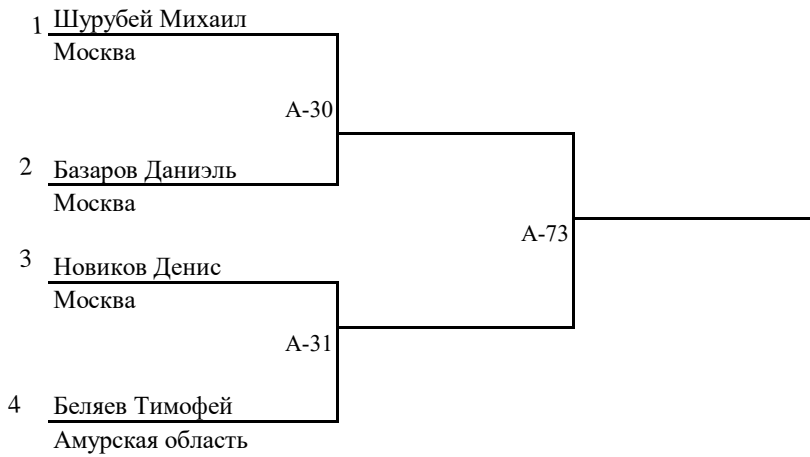 1 Шурубей Михаил
Москва
А-30
2 Базаров Даниэль
Москва
А-73
3 Новиков Денис
Москва
А-31
4 Беляев Тимофей
Амурская область